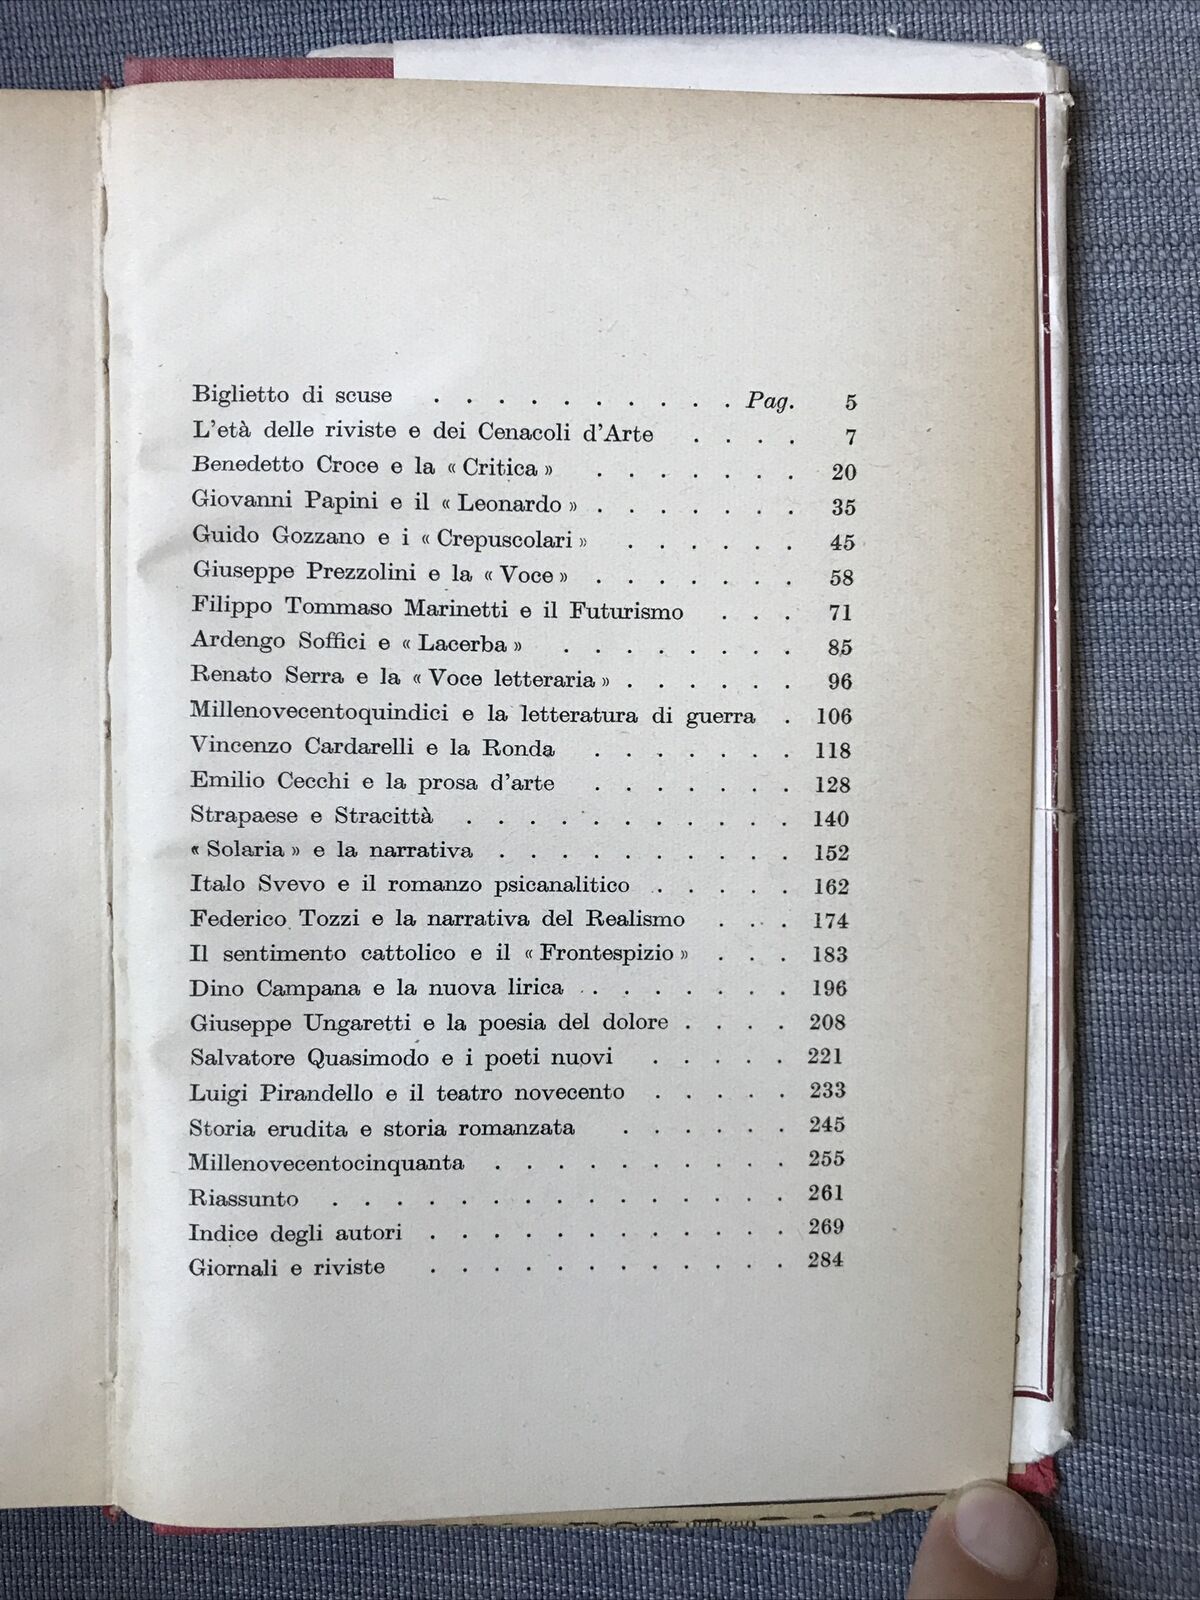 Biglietto di scuse . . . . . . . . . . Pag. 5
L'età delle riviste e dei Cenacoli d'Arte . . . . 7
Benedetto Croce e la « Critica » . . . . . . . 20
Giovanni Papini e il « Leonardo » . . . . . . . 35
Guido Gozzano e i « Crepuscolari » . . . . . . 45
Giuseppe Prezzolini e la « Voce » . . . . . . . 58
Filippo Tommaso Marinetti e il Futurismo . . . 71
Ardengo Soffici e « Lacerba » . . . . . . . . 85
Renato Serra e la « Voce letteraria » . . . . . . 96
Millenovecentoquindici e la letteratura di guerra . 106
Vincenzo Cardarelli e la Ronda . . . . . . . 118
Emilio Cecchi e la prosa d'arte . . . . . . . 128
Strapaese e Stracittà . . . . . . . . . . . 140
« Solaria » e la narrativa . . . . . . . . . . 152
Italo Svevo e il romanzo psicanalitico . . . . . 162
Federico Tozzi e la narrativa del Realismo . . . 174
Il sentimento cattolico e il « Frontespizio » . . . 183
Dino Campana e la nuova lirica . . . . . . . 196
Giuseppe Ungaretti e la poesia del dolore . . . . 208
Salvatore Quasimodo e i poeti nuovi . . . . . 221
Luigi Pirandello e il teatro novecento . . . . . 233
Storia erudita e storia romanzata . . . . . . 245
Millenovecentocinquanta . . . . . . . . . . 255
Riassunto . . . . . . . . . . . . . . . 261
Indice degli autori . . . . . . . . . . . . 269
Giornali e riviste . . . . . . . . . . . . 284